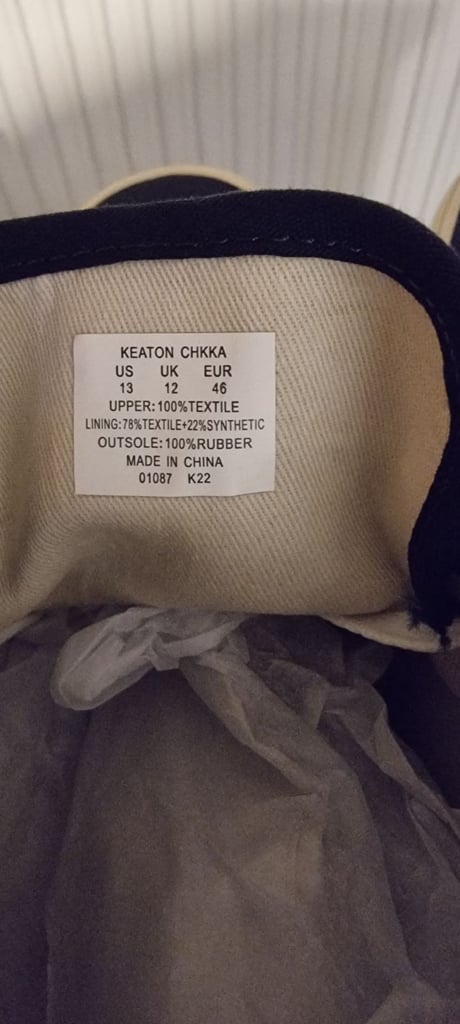 KEATON CHKKA
US UK EUR
13 12 46
UPPER:100%TEXTILE
LINING:78%TEXTILE+22%SYNTHETIC
OUTSOLE:100%RUBBER
MADE IN CHINA
01087 K22